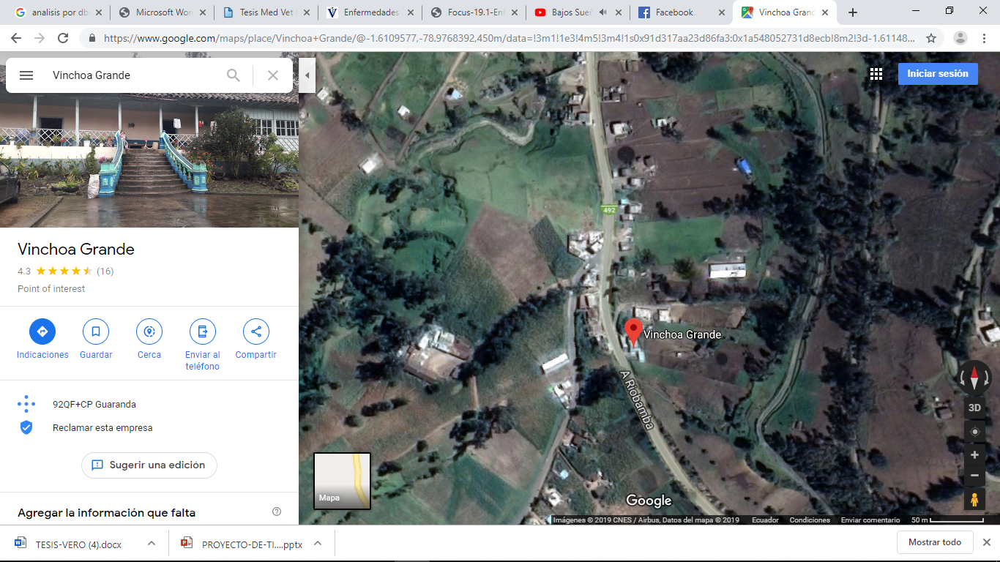 analisis por db
Microsoft Wor
Tesis Med Vet
Enfermedades
Focus-19.1-Enf
Bajos Sueñ
Facebook
Vinchoa Grand
https://www.google.com/maps/place/Vinchoa+Grande/@-1.6109577,-78.9768392,450m/data=!3m1!1e3!4m5!3m4!1s0x91d317aa23d86fa3:0x1a548052731d8ecb!8m2!3d-1.61148...
Vinchoa Grande
Iniciar sesión
492
Vinchoa Grande
4.3 (16)
Point of interest
Indicaciones
Guardar
Cerca
Enviar al
teléfono
Compartir
92QF+CP Guaranda
Reclamar esta empresa
Sugerir una edición
Agregar la información que falta
Vinchoa Grande
A Riobamba
3D
Mapa
Google
Imágenes © 2019 CNES / Airbus, Datos del mapa © 2019 Ecuador Condiciones Enviar comentario 50 m
TESIS-VERO (4).docx
PROYECTO-DE-TI....pptx
Mostrar todo